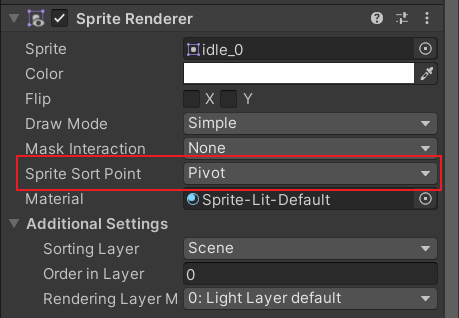 Sprite Renderer
Sprite idle_0
Color
Flip X Y
Draw Mode Simple
Mask Interaction None
Sprite Sort Point Pivot
Material Sprite-Lit-Default
Additional Settings
Sorting Layer Scene
Order in Layer 0
Rendering Layer M 0: Light Layer default